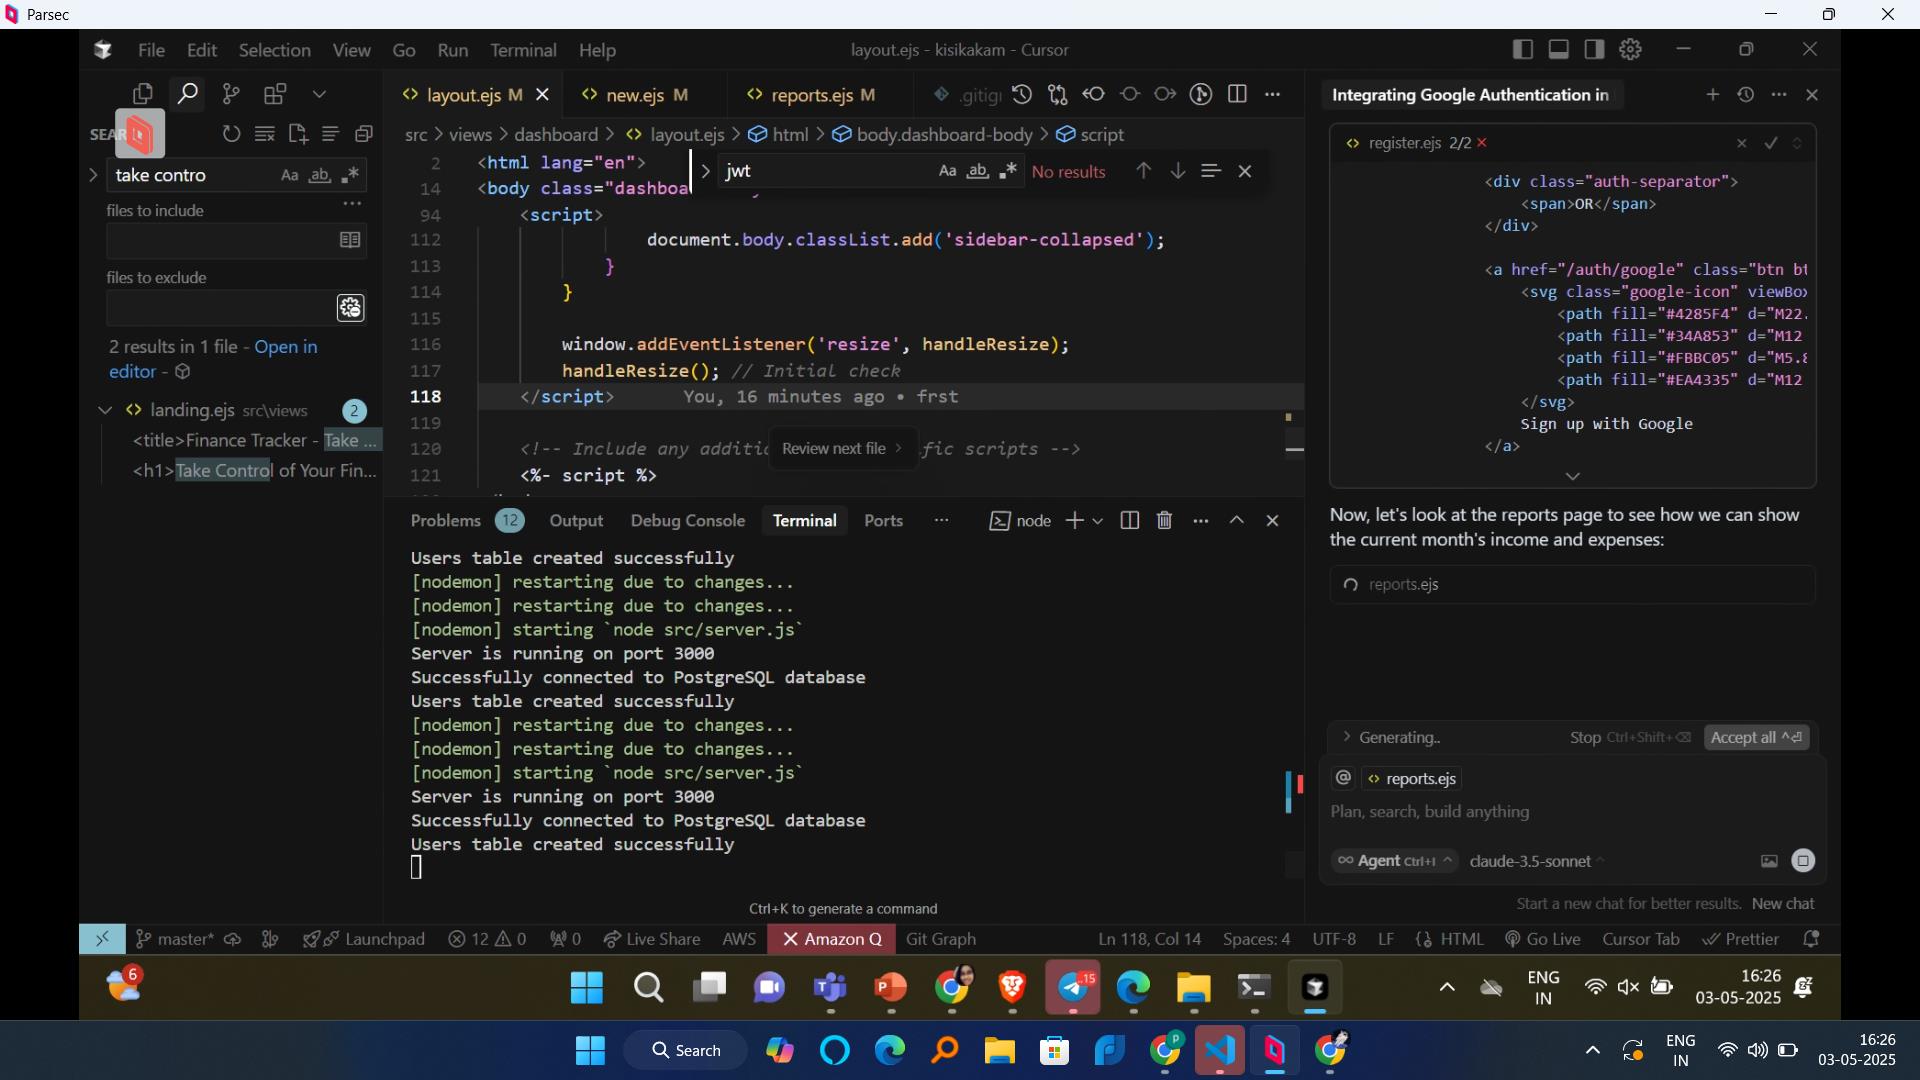 Parsec
File Edit Selection View Go Run Terminal Help
layout.ejs - kisikakam - Cursor
layout.ejs M
new.ejs M
reports.ejs M
.gitig
Integrating Google Authentication in
SEAR
take contro
Aa ab
files to include
files to exclude
2 results in 1 file - Open in
editor -
landing.ejs src\views 2
<title>Finance Tracker - Take ...
<h1>Take Control of Your Fin...
src > views > dashboard > layout.ejs > html > body.dashboard-body > script
jwt
Aa ab
No results
2 <html lang="en">
14 <body class="dashboa
94 <script>
112 document.body.classList.add('sidebar-collapsed');
113 }
114 }
115
116 window.addEventListener('resize', handleResize);
117 handleResize(); // Initial check
118 </script> You, 16 minutes ago • frst
119
120 <!-- Include any additio
Review next file
fic scripts -->
121 <%- script %>
Problems 12 Output Debug Console Terminal Ports
node
Users table created successfully
[nodemon] restarting due to changes...
[nodemon] restarting due to changes...
[nodemon] starting `node src/server.js`
Server is running on port 3000
Successfully connected to PostgreSQL database
Users table created successfully
[nodemon] restarting due to changes...
[nodemon] restarting due to changes...
[nodemon] starting `node src/server.js`
Server is running on port 3000
Successfully connected to PostgreSQL database
Users table created successfully
Ctrl+K to generate a command
register.ejs 2/2
<div class="auth-separator">
<span>OR</span>
</div>
<a href="/auth/google" class="btn bt
<svg class="google-icon" viewBox
<path fill="#4285F4" d="M22.
<path fill="#34A853" d="M12
<path fill="#FBBC05" d="M5.8
<path fill="#EA4335" d="M12
</svg>
Sign up with Google
</a>
Now, let's look at the reports page to see how we can show
the current month's income and expenses:
reports.ejs
Generating..
Stop Ctrl+Shift+⌫
Accept all ^⏎
@ reports.ejs
Plan, search, build anything
∞ Agent Ctrl+I claude-3.5-sonnet
Start a new chat for better results. New chat
master* Launchpad 12 0 0 Live Share AWS Amazon Q Git Graph
Ln 118, Col 14 Spaces: 4 UTF-8 LF HTML Go Live Cursor Tab Prettier
6
15
ENG
IN
16:26
03-05-2025
Search
P
ENG
IN
16:26
03-05-2025